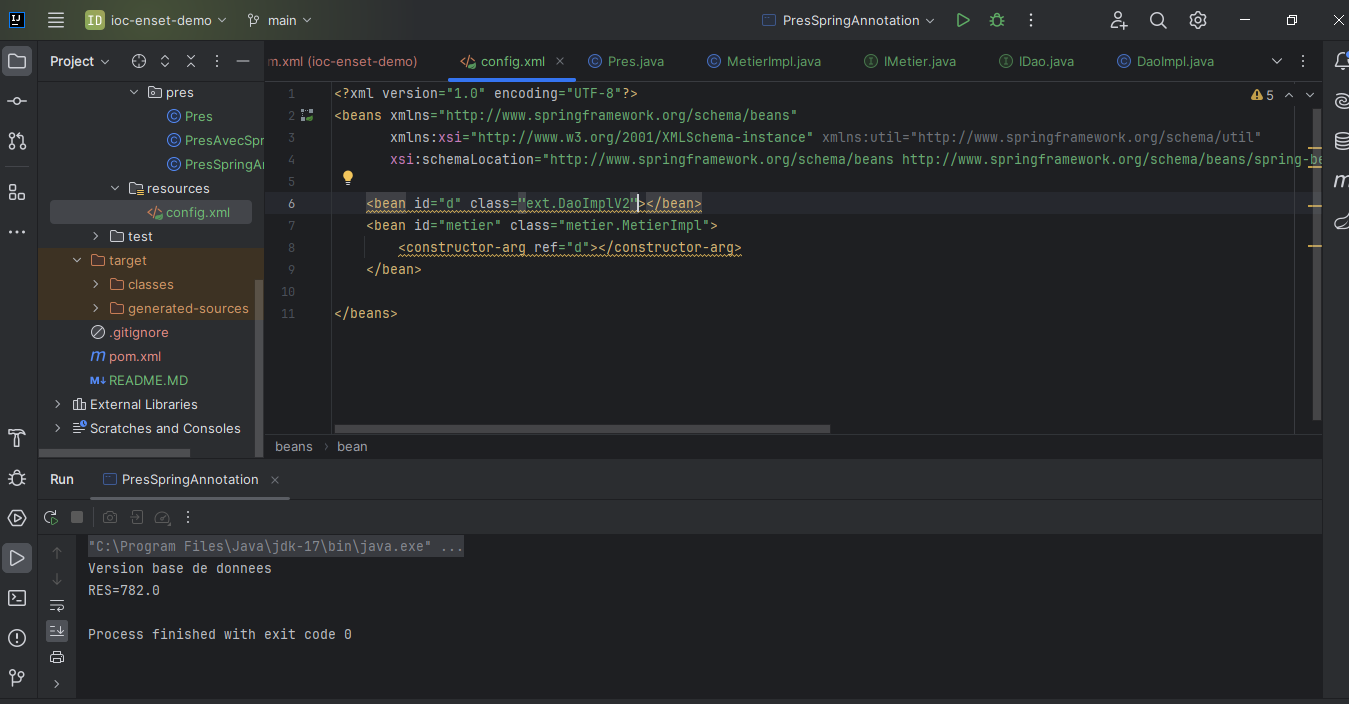 IJ
ID ioc-enset-demo main PresSpringAnnotation
Project
m.xml (ioc-enset-demo) config.xml Pres.java MetierImpl.java IMetier.java IDao.java DaoImpl.java
pres
Pres
PresAvecSpr
PresSpringAr
resources
config.xml
test
target
classes
generated-sources
.gitignore
pom.xml
README.MD
External Libraries
Scratches and Consoles
5
1 <?xml version="1.0" encoding="UTF-8"?>
2 <beans xmlns="http://www.springframework.org/schema/beans"
3 xmlns:xsi="http://www.w3.org/2001/XMLSchema-instance" xmlns:util="http://www.springframework.org/schema/util"
4 xsi:schemaLocation="http://www.springframework.org/schema/beans http://www.springframework.org/schema/beans/spring-be
5
6 <bean id="d" class="ext.DaoImplV2"></bean>
7 <bean id="metier" class="metier.MetierImpl">
8 <constructor-arg ref="d"></constructor-arg>
9 </bean>
10
11 </beans>
beans › bean
Run PresSpringAnnotation
"C:\Program Files\Java\jdk-17\bin\java.exe" ...
Version base de donnees
RES=782.0
Process finished with exit code 0